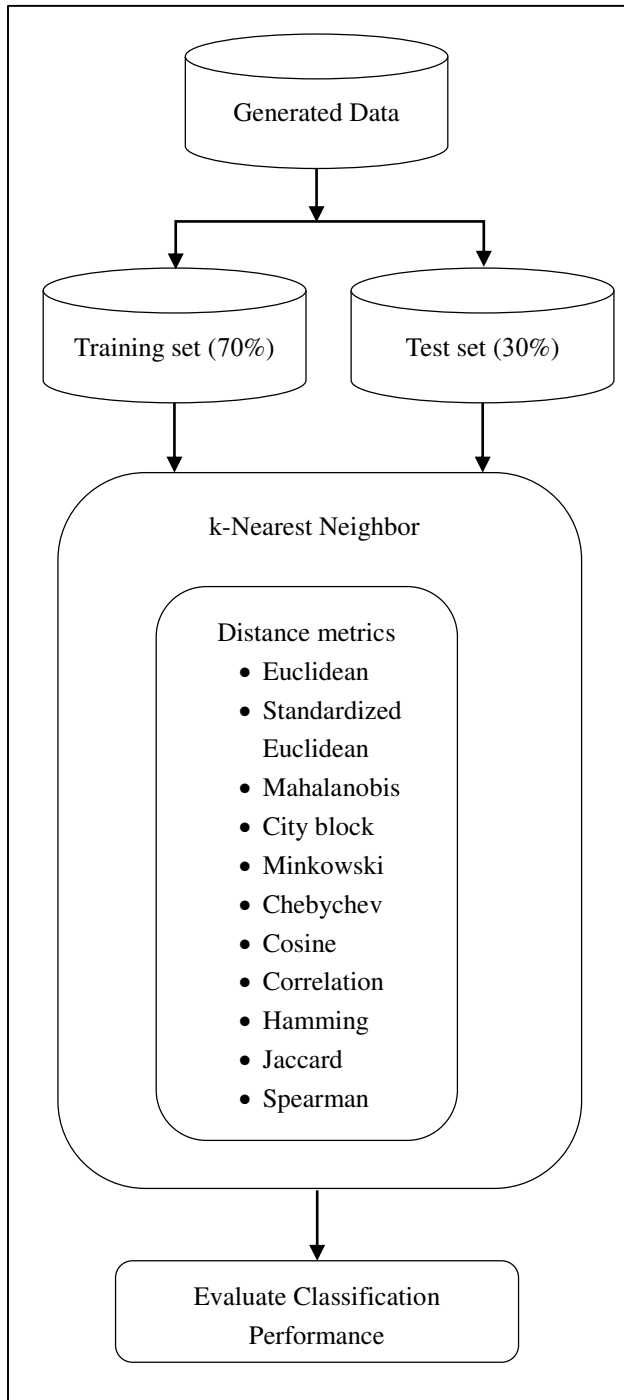 Generated Data
Training set (70%)
Test set (30%)
k-Nearest Neighbor
Distance metrics
• Euclidean
• Standardized
Euclidean
• Mahalanobis
• City block
• Minkowski
• Chebychev
• Cosine
• Correlation
• Hamming
• Jaccard
• Spearman
Evaluate Classification
Performance